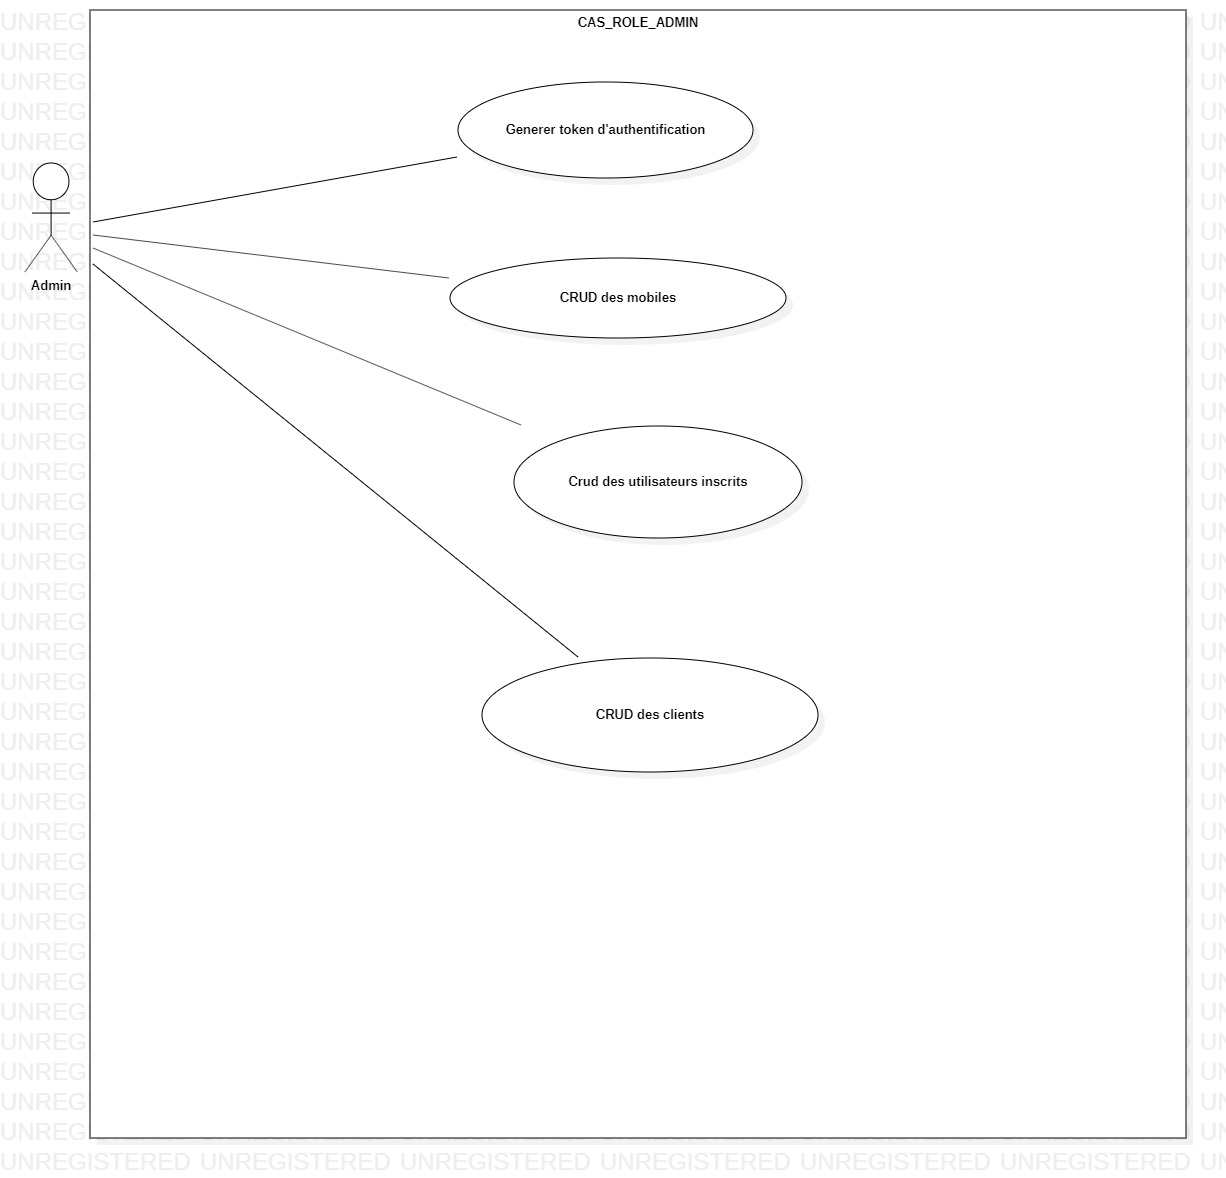 CAS_ROLE_ADMIN
Generer token d'authentification
Admin
CRUD des mobiles
Crud des utilisateurs inscrits
CRUD des clients
UNREGISTERED UNREGISTERED UNREGISTERED UNREGISTERED UNREGISTERED UNREGISTERED